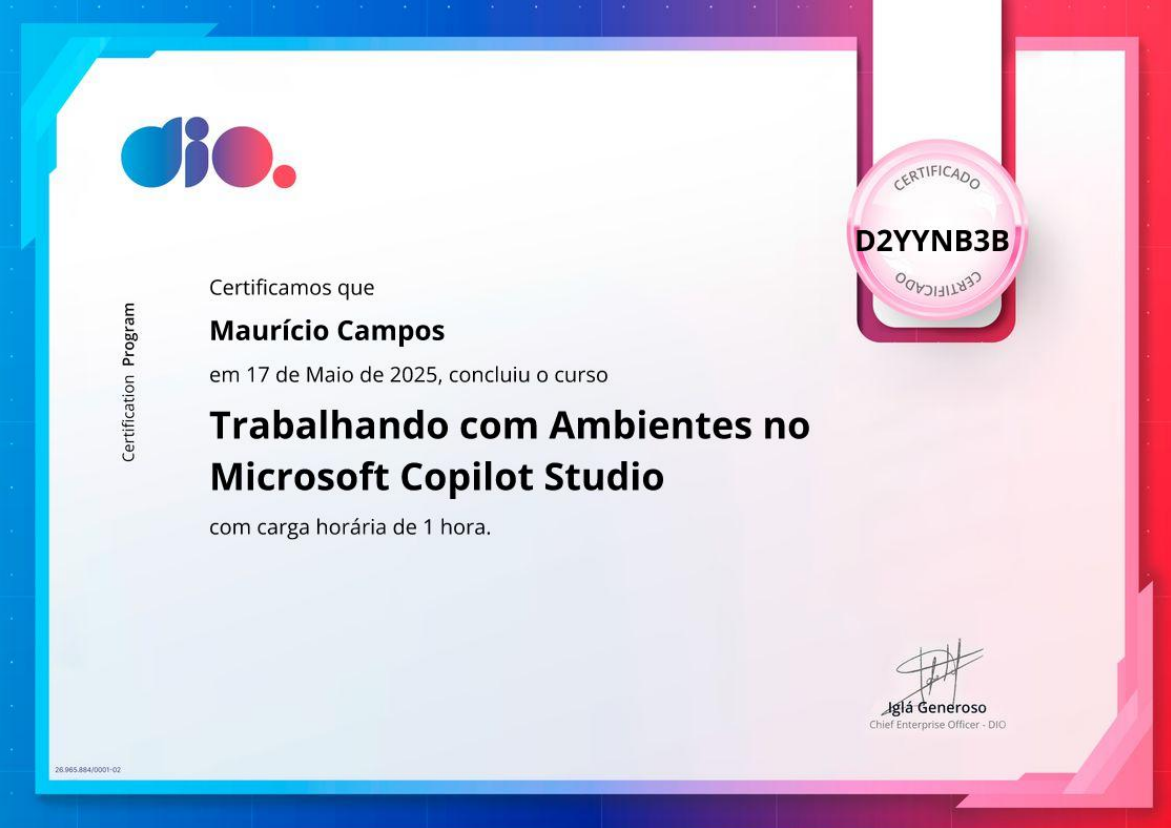 dio.
CERTIFICADO
D2YYNB3B
CERTIFICADO
Certification Program
Certificamos que
Maurício Campos
em 17 de Maio de 2025, concluiu o curso
Trabalhando com Ambientes no
Microsoft Copilot Studio
com carga horária de 1 hora.
Iglá Generoso
Chief Enterprise Officer - DIO
26.965.884/0001-02